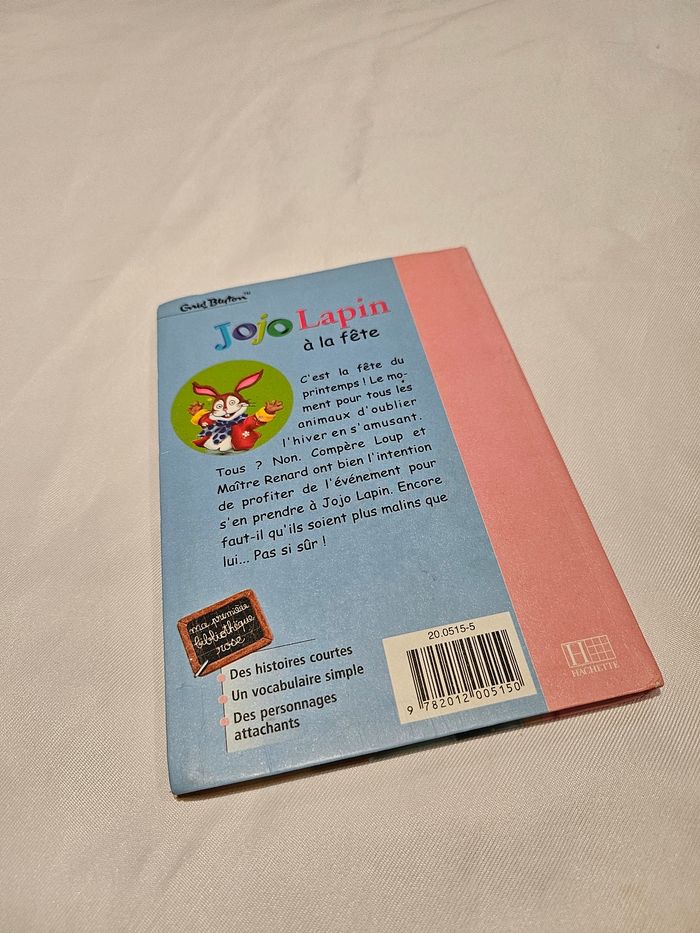 Enid Blyton™
Jojo Lapin
à la fête
C'est la fête du
printemps ! Le mo-
ment pour tous les
animaux d'oublier
l'hiver en s'amusant.
Tous ? Non. Compère Loup et
Maître Renard ont bien l'intention
de profiter de l'événement pour
s'en prendre à Jojo Lapin. Encore
faut-il qu'ils soient plus malins que
lui... Pas si sûr !
ma première
bibliothèque
rose
Des histoires courtes
Un vocabulaire simple
Des personnages
attachants
20.0515-5
9 782012 005150
H
HACHETTE